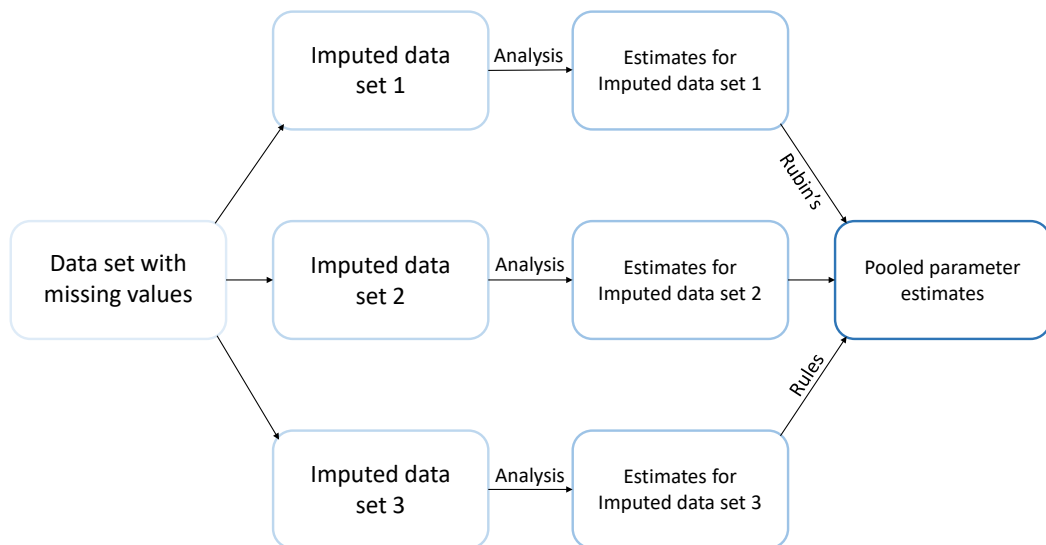 Imputed data
set 1
Analysis
Estimates for
Imputed data set 1
Rubin's
Data set with
missing values
Imputed data
set 2
Analysis
Estimates for
Imputed data set 2
Pooled parameter
estimates
Rules
Imputed data
set 3
Analysis
Estimates for
Imputed data set 3